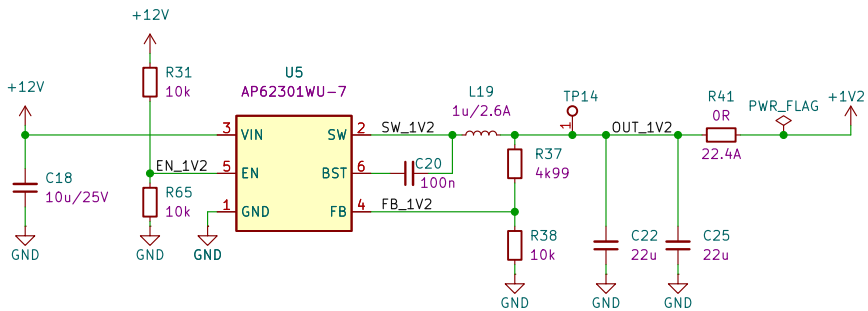 +12V
+12V
R31
10k
U5
AP62301WU-7
L19
1u/2.6A
TP14
1
R41
0R
22.4A
PWR_FLAG
+1V2
3
VIN
SW
2
SW_1V2
OUT_1V2
EN_1V2
5
EN
BST
6
C20
100n
R37
4k99
C18
10u/25V
R65
10k
1
GND
FB
4
FB_1V2
R38
10k
C22
22u
C25
22u
GND
GND
GND
GND
GND
GND